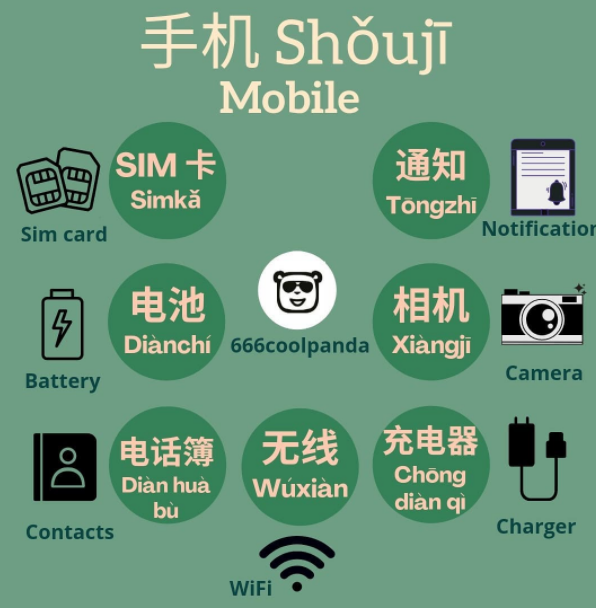 手机 Shǒujī
Mobile
SIM 卡
Simkǎ
Sim card
通知
Tōngzhī
Notification
电池
Diànchí
Battery
666coolpanda
相机
Xiàngjī
Camera
电话簿
Diàn huà
bù
Contacts
无线
Wúxiàn
WiFi
充电器
Chōng
diàn qì
Charger